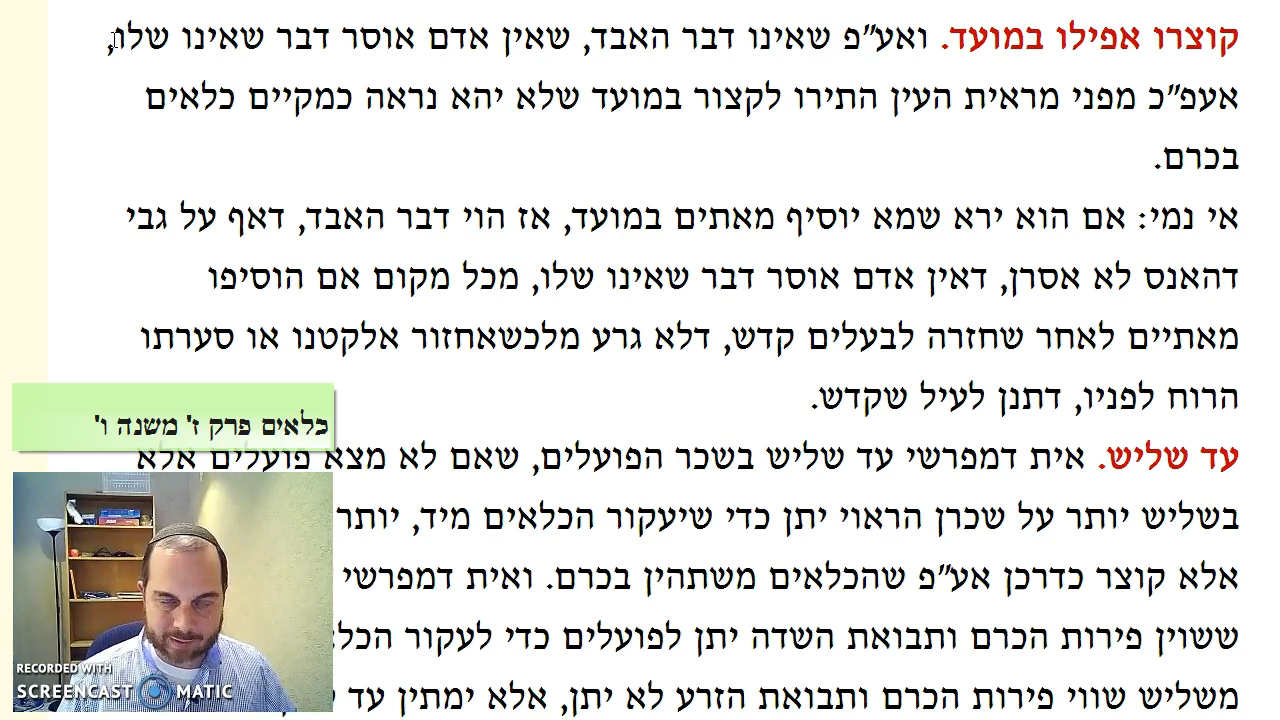 קוצרו אפילו במועד. ואע״פ שאינו דבר האבד, שאין אדם אוסר דבר שאינו שלו,
אעפ״כ מפני מראית העין התירו לקצור במועד שלא יהא נראה כמקיים כלאים
בכרם.
אי נמי: אם הוא ירא שמא יוסיף מאתים במועד, אז הוי דבר האבד, דאף על גבי
דהאנס לא אסרן, דאין אדם אוסר דבר שאינו שלו, מכל מקום אם הוסיפו
מאתיים לאחר שחזרה לבעלים קדש, דלא גרע מלכשאחזור אלקטנו או סערתו
הרוח לפניו, דתנן לעיל שקדש.
עד שליש. אית דמפרשי עד שליש בשכר הפועלים, שאם לא מצא פועלים אלא
בשליש יותר על שכרן הראוי יתן כדי שיעקור הכלאים מיד, יותר
אלא קוצר כדרכן אע״פ שהכלאים משתהין בכרם. ואית דמפרשי
ששוין פירות הכרם ותבואת השדה יתן לפועלים כדי לעקור
משליש שווי פירות הכרם ותבואת הזרע לא יתן, אלא ימתין עד
כלאים פרק ז' משנה ו'
RECORDED WITH
SCREENCAST MATIC